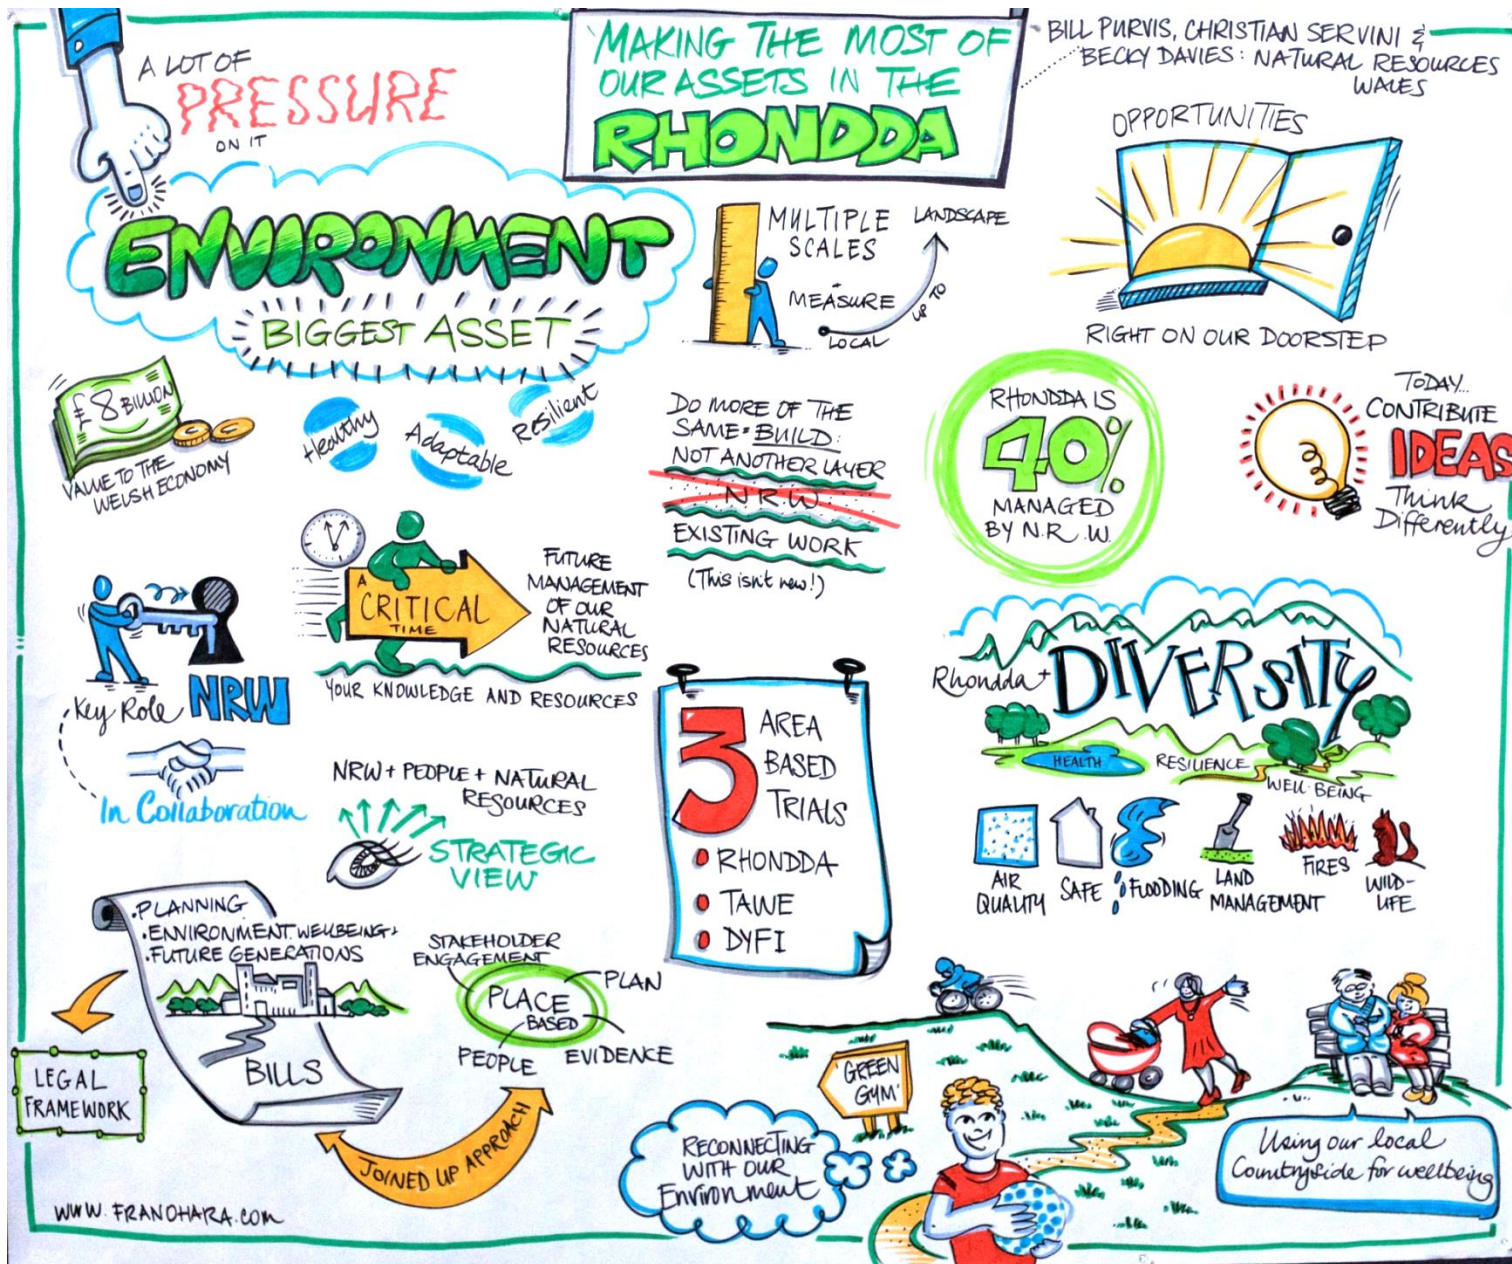 A LOT OF
PRESSURE
ON IT
ENVIRONMENT
BIGGEST ASSET
MAKING THE MOST OF
OUR ASSETS IN THE
RHONDDA
BILL PURVIS, CHRISTIAN SERVINI &
BECKY DAVIES: NATURAL RESOURCES
WALES
MULTIPLE
SCALES
- MEASURE
LOCAL
UP TO
LANDSCAPE
OPPORTUNITIES
RIGHT ON OUR DOORSTEP
£8 BILLION
VALUE TO THE
WELSH ECONOMY
Healthy
Adaptable
Resilient
DO MORE OF THE
SAME = BUILD:
NOT ANOTHER LAYER
N.R.W.
EXISTING WORK
(This isn't new!)
RHONDDA IS
40%
MANAGED
BY N.R.W.
TODAY...
CONTRIBUTE
IDEAS
Think
Differently
Key Role NRW
In Collaboration
A
CRITICAL
TIME
FUTURE
MANAGEMENT
OF OUR
NATURAL
RESOURCES
YOUR KNOWLEDGE AND RESOURCES
NRW + PEOPLE + NATURAL
RESOURCES
STRATEGIC
VIEW
3
AREA
BASED
TRIALS
• RHONDDA
• TAWE
• DYFI
Rhondda + DIVERSITY
HEALTH
RESILIENCE
WELL-BEING
AIR
QUALITY
SAFE
FLOODING
LAND
MANAGEMENT
FIRES
WILD-
LIFE
• PLANNING
• ENVIRONMENT, WELLBEING +
• FUTURE GENERATIONS
BILLS
LEGAL
FRAMEWORK
STAKEHOLDER
ENGAGEMENT
PLAN
PLACE
BASED
PEOPLE
EVIDENCE
JOINED UP APPROACH
'GREEN
GYM'
RECONNECTING
WITH OUR
Environment
Using our local
Countryside for wellbeing
WWW.FRANOHARA.com